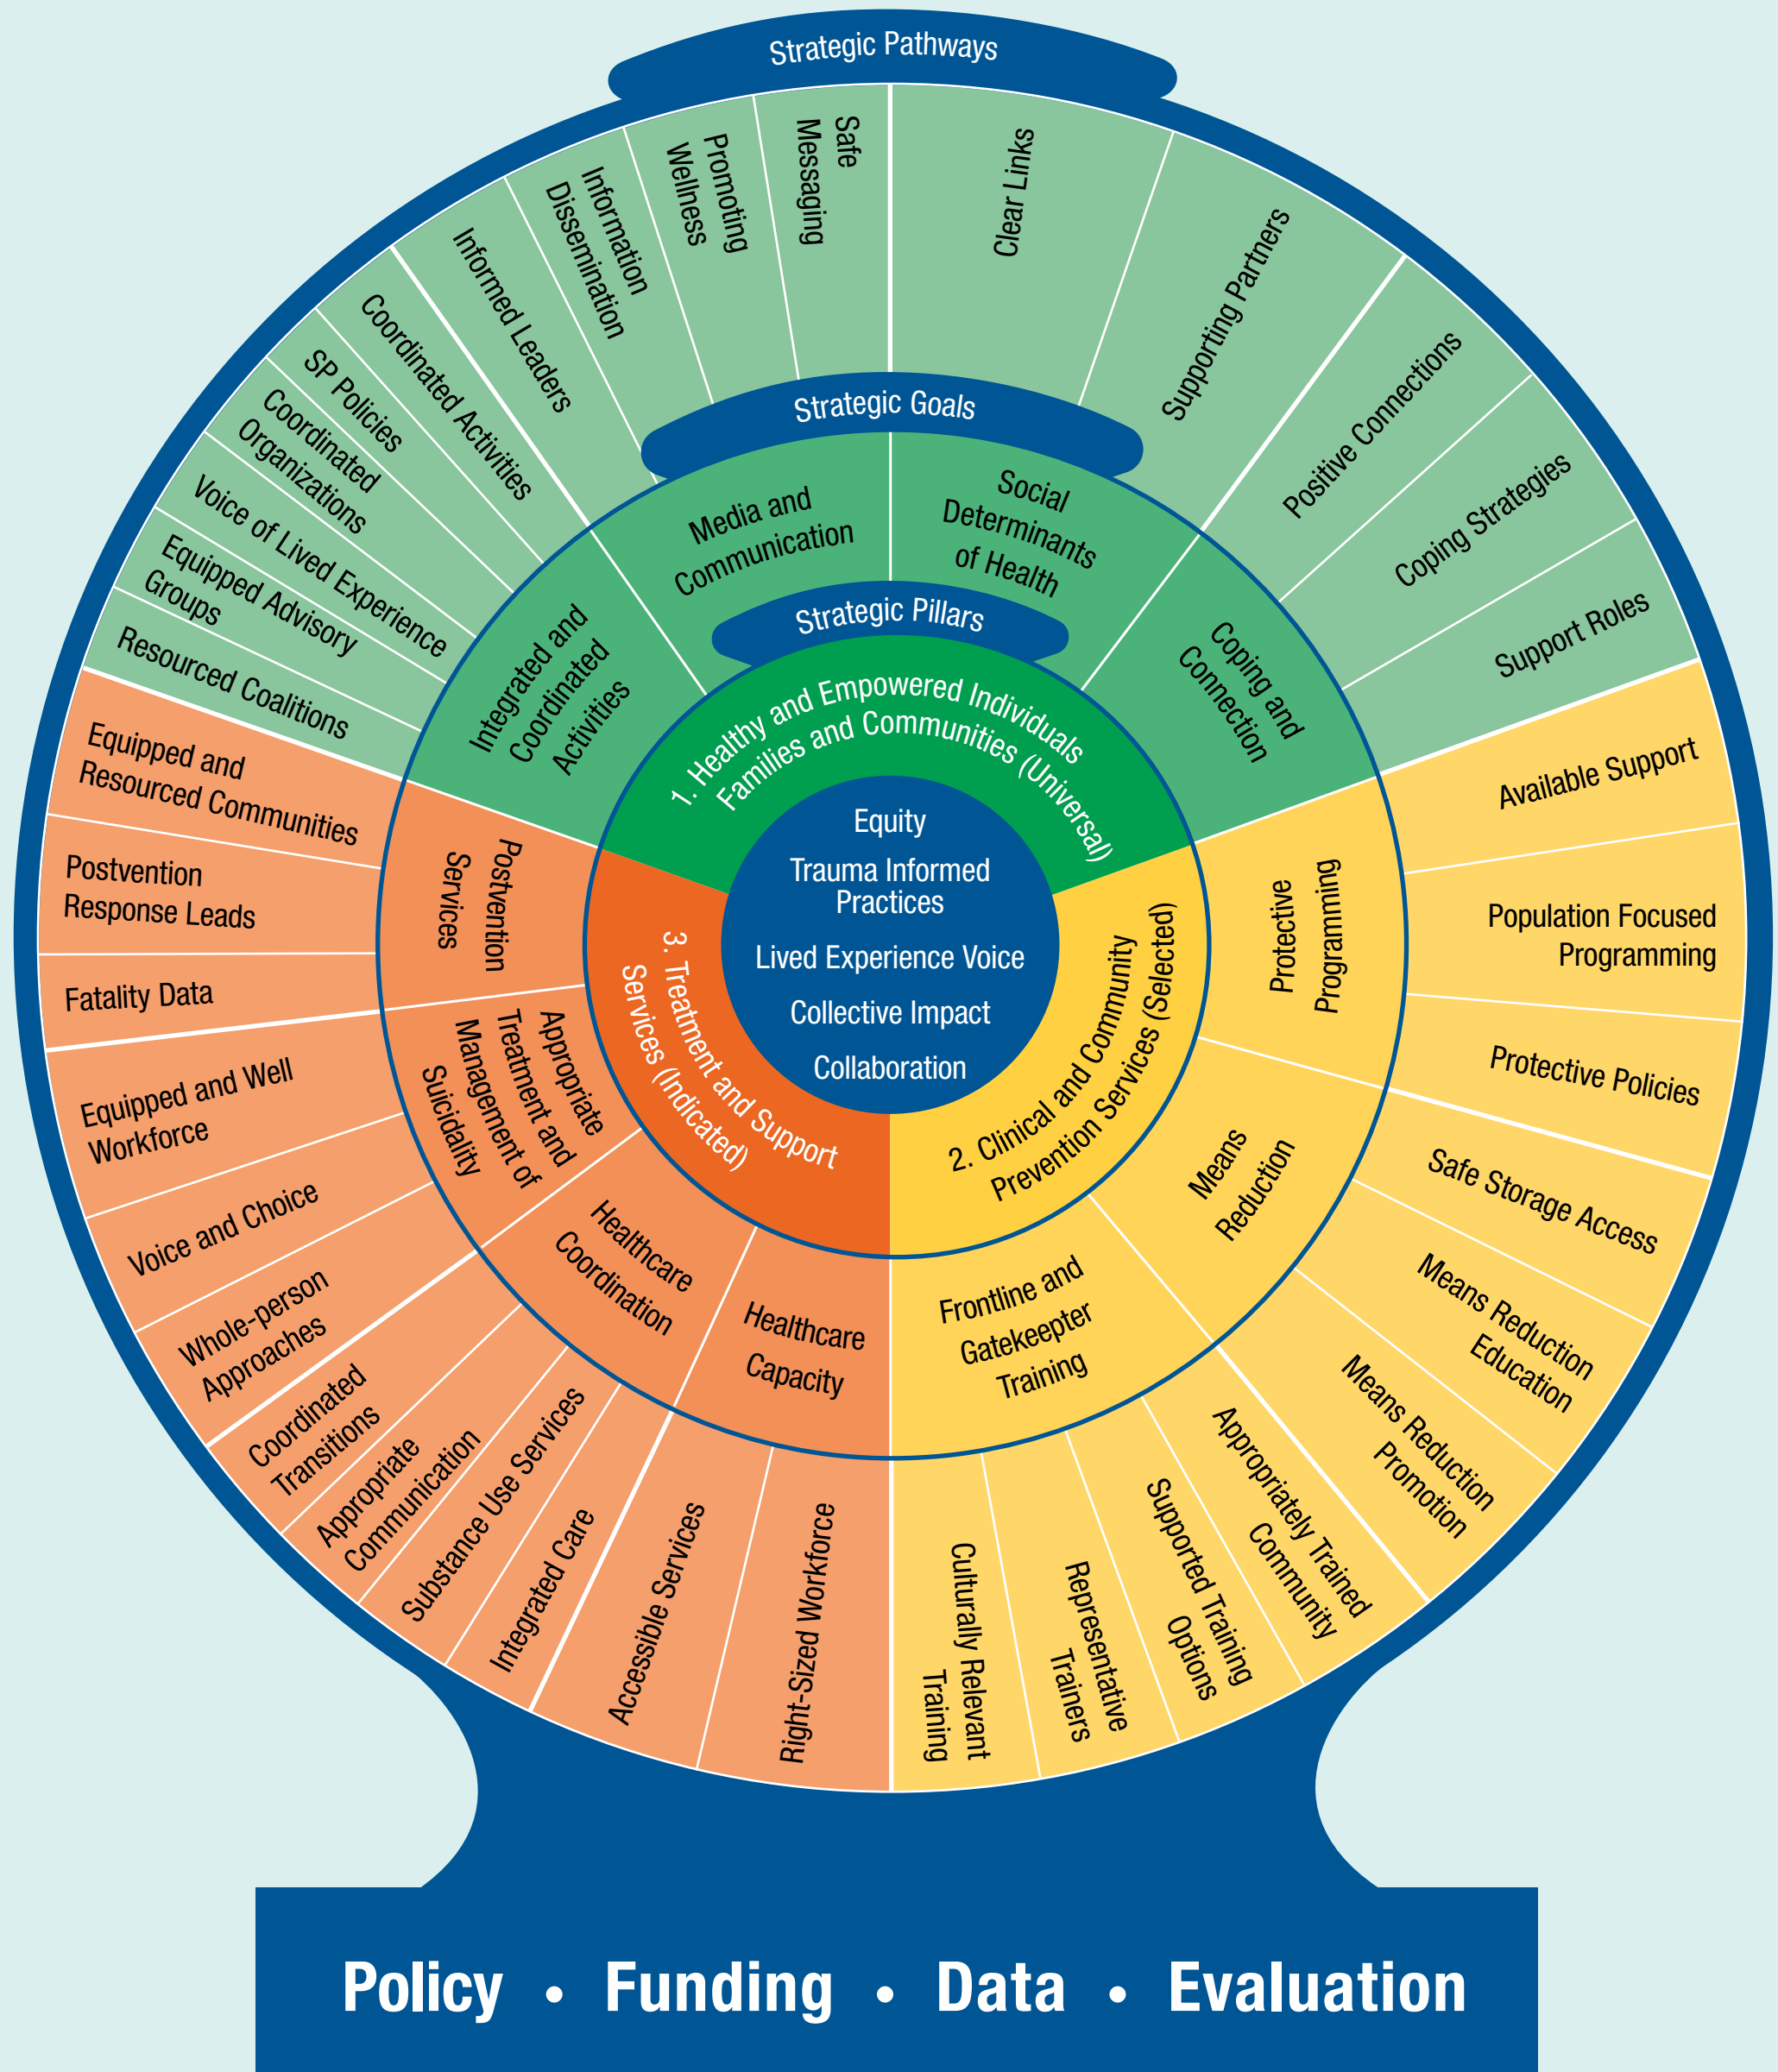 Strategic Pathways
Safe
Messaging
Promoting
Wellness
Information
Dissemination
Informed Leaders
Coordinated Activities
SP Policies
Coordinated
Organizations
Voice of Lived Experience
Equipped Advisory
Groups
Resourced Coalitions
Clear Links
Supporting Partners
Positive Connections
Coping Strategies
Support Roles
Strategic Goals
Media and
Communication
Social
Determinants
of Health
Integrated and
Coordinated
Activities
Coping and
Connection
Strategic Pillars
1. Healthy and Empowered Individuals
Families and Communities (Universal)
Equity
Trauma Informed
Practices
Lived Experience Voice
Collective Impact
Collaboration
2. Clinical and Community
Prevention Services (Selected)
3. Treatment and Support
Services (Indicated)
Protective
Programming
Available Support
Population Focused
Programming
Protective Policies
Means
Reduction
Safe Storage Access
Means Reduction
Education
Means Reduction
Promotion
Frontline and
Gatekeepter
Training
Appropriately Trained
Community
Supported Training
Options
Representative
Trainers
Culturally Relevant
Training
Healthcare
Capacity
Right-Sized Workforce
Accessible Services
Healthcare
Coordination
Integrated Care
Substance Use Services
Appropriate
Communication
Coordinated
Transitions
Appropriate
Treatment and
Management of
Suicidality
Whole-person
Approaches
Voice and Choice
Equipped and Well
Workforce
Postvention
Services
Fatality Data
Postvention
Response Leads
Equipped and
Resourced Communities
Policy • Funding • Data • Evaluation